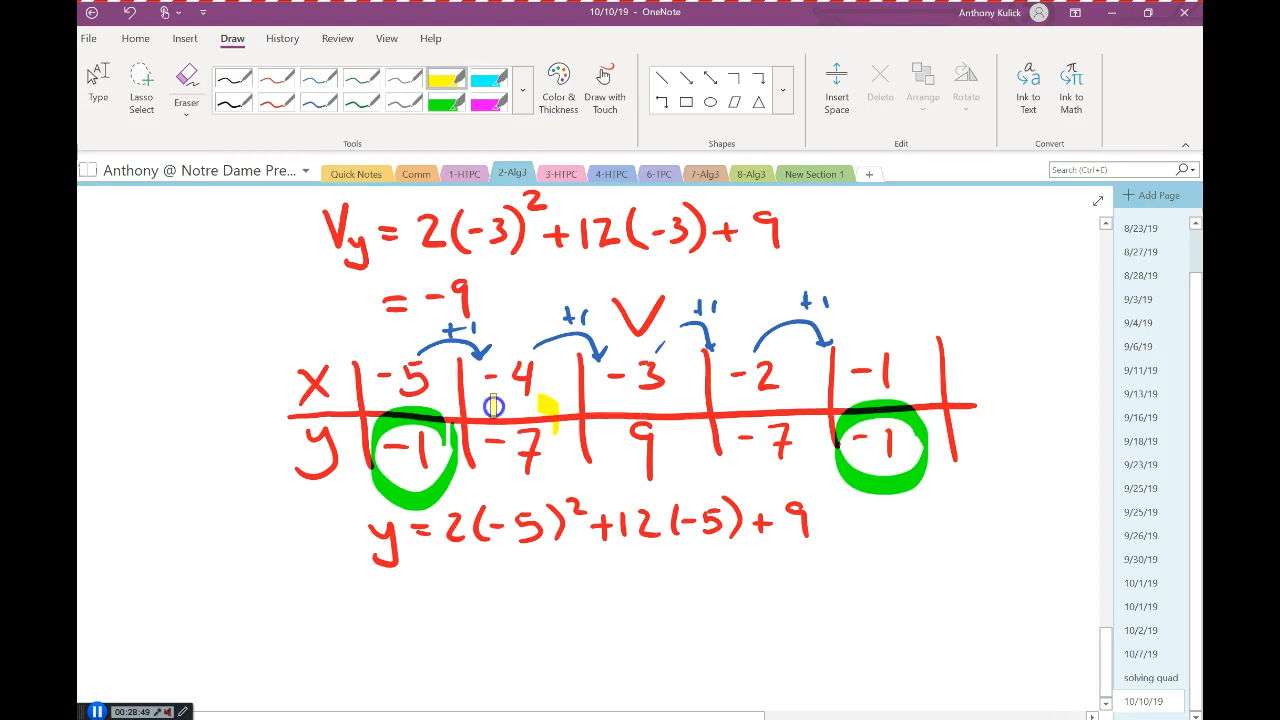 10/10/19 - OneNote
Anthony Kulick
File Home Insert Draw History Review View Help
Type
Lasso Select
Eraser
Color & Thickness
Draw with Touch
Insert Space
Delete
Arrange
Rotate
Ink to Text
Ink to Math
Tools Shapes Edit Convert
Anthony @ Notre Dame Pre...
Quick Notes Comm 1-HTPC 2-Alg3 3-HTPC 4-HTPC 6-TPC 7-Alg3 8-Alg3 New Section 1 +
Search (Ctrl+E)
Vy = 2(-3)² + 12(-3) + 9
= -9
V
+1 +1 +1 +1
x -5 -4 -3 -2 -1
y -1 -7 9 -7 -1
y = 2(-5)² + 12(-5) + 9
+ Add Page
8/23/19
8/27/19
8/28/19
9/3/19
9/4/19
9/6/19
9/11/19
9/13/19
9/18/19
9/23/19
9/25/19
9/25/19
9/26/19
9/30/19
10/1/19
10/1/19
10/2/19
10/7/19
solving quad
10/10/19
00:28:49